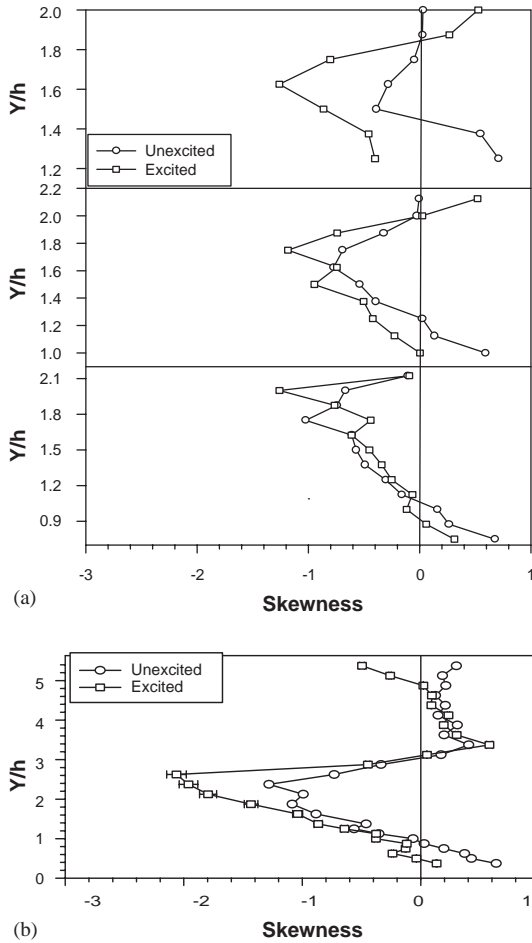 2.0
1.8
1.6
1.4
1.2
Y/h
Unexcited
Excited
2.2
2.0
1.8
1.6
1.4
1.2
1.0
Y/h
2.1
1.8
1.5
1.2
0.9
Y/h
-3 -2 -1 0 1
Skewness
(a)
Unexcited
Excited
5
4
3
2
1
0
Y/h
-3 -2 -1 0 1
Skewness
(b)